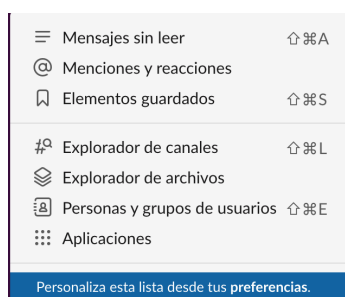 Mensajes sin leer ⇧⌘A
Menciones y reacciones
Elementos guardados ⇧⌘S
Explorador de canales ⇧⌘L
Explorador de archivos
Personas y grupos de usuarios ⇧⌘E
Aplicaciones
Personaliza esta lista desde tus preferencias.